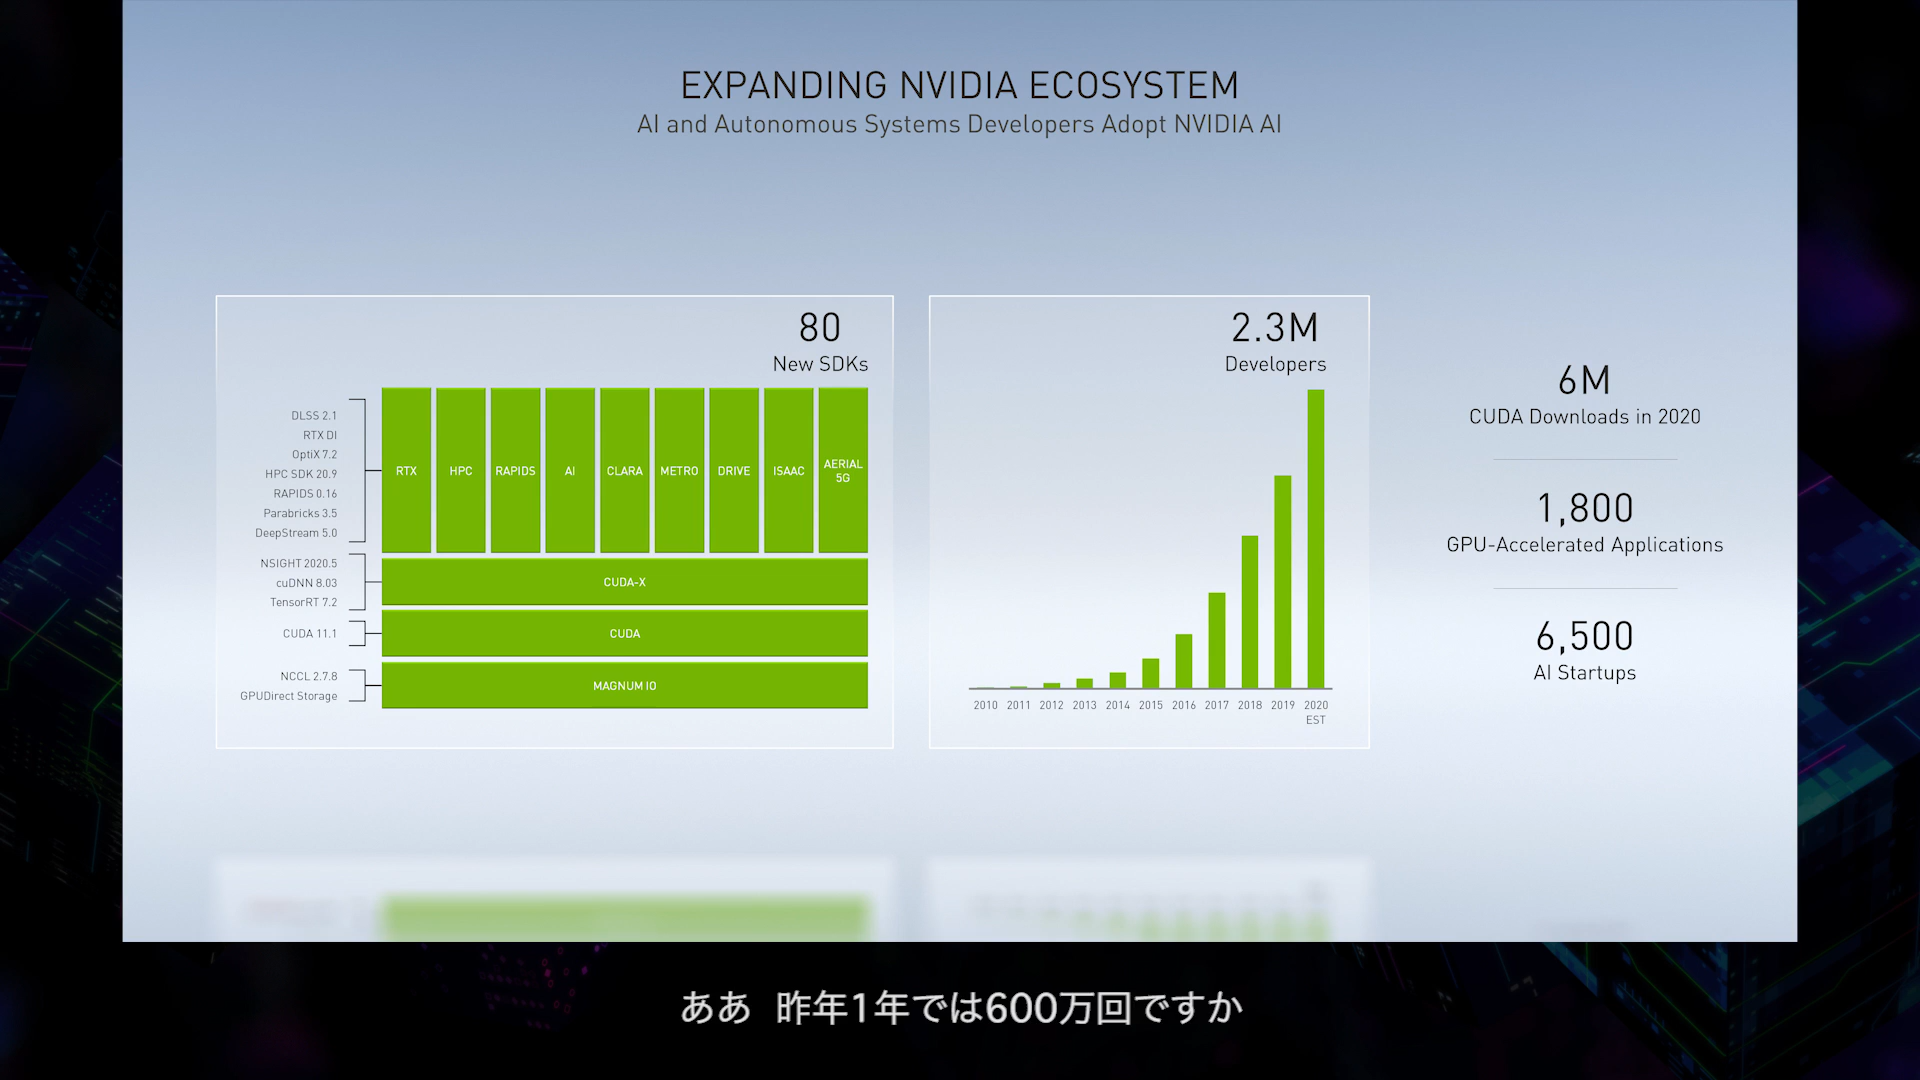 EXPANDING NVIDIA ECOSYSTEM
AI and Autonomous Systems Developers Adopt NVIDIA AI
80
New SDKs
DLSS 2.1
RTX DI
OptiX 7.2
HPC SDK 20.9
RAPIDS 0.16
Parabricks 3.5
DeepStream 5.0
RTX
HPC
RAPIDS
AI
CLARA
METRO
DRIVE
ISAAC
AERIAL
5G
NSIGHT 2020.5
cuDNN 8.03
TensorRT 7.2
CUDA-X
CUDA 11.1
CUDA
NCCL 2.7.8
GPUDirect Storage
MAGNUM IO
2.3M
Developers
2010 2011 2012 2013 2014 2015 2016 2017 2018 2019 2020
EST
6M
CUDA Downloads in 2020
1,800
GPU-Accelerated Applications
6,500
AI Startups
ああ 昨年1年では600万回ですか